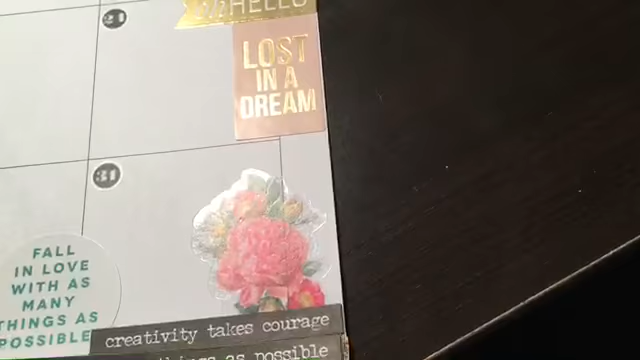 HELLO
24
LOST
IN A
DREAM
31
FALL
IN LOVE
WITH AS
MANY
THINGS AS
POSSIBLE
creativity takes courage
things as possible